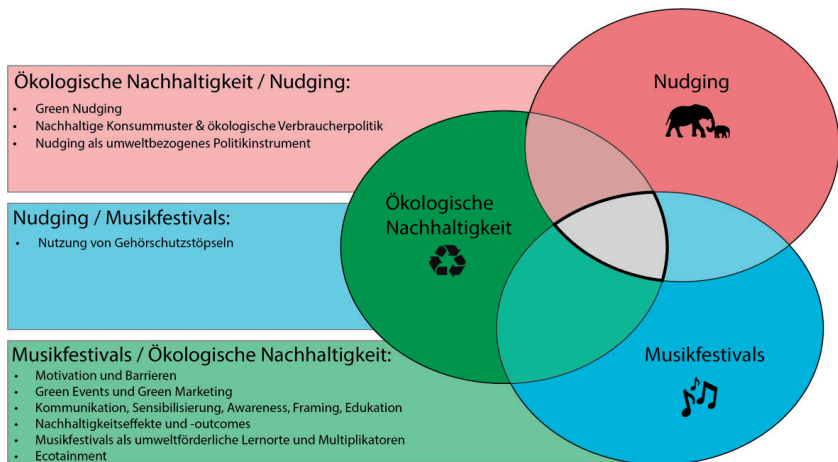 Ökologische Nachhaltigkeit / Nudging:
• Green Nudging
• Nachhaltige Konsummuster & ökologische Verbraucherpolitik
• Nudging als umweltbezogenes Politikinstrument
Nudging / Musikfestivals:
• Nutzung von Gehörschutzstöpseln
Musikfestivals / Ökologische Nachhaltigkeit:
• Motivation und Barrieren
• Green Events und Green Marketing
• Kommunikation, Sensibilisierung, Awareness, Framing, Edukation
• Nachhaltigkeitseffekte und -outcomes
• Musikfestivals als umweltförderliche Lernorte und Multiplikatoren
• Ecotainment
Nudging
Ökologische
Nachhaltigkeit
Musikfestivals